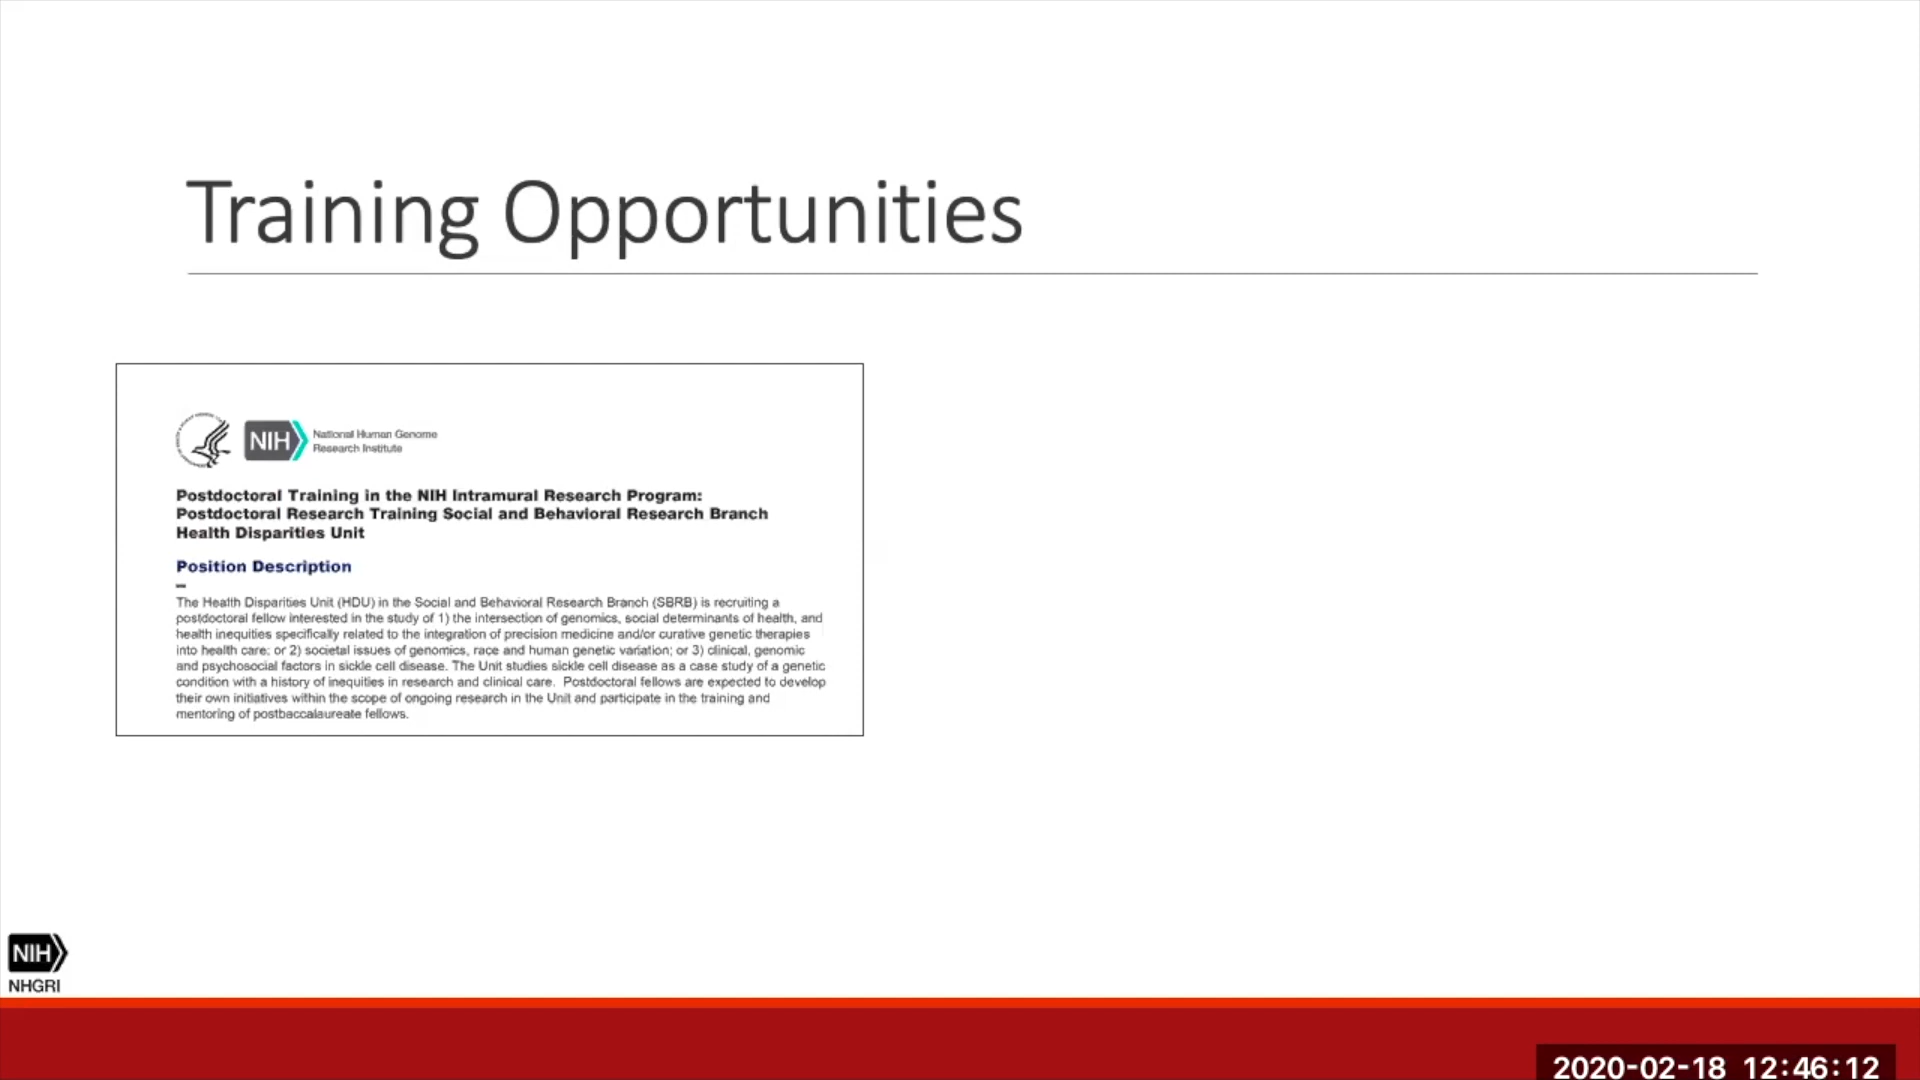 Training Opportunities
NIH
National Human Genome
Research Institute
Postdoctoral Training in the NIH Intramural Research Program:
Postdoctoral Research Training Social and Behavioral Research Branch
Health Disparities Unit
Position Description
–
The Health Disparities Unit (HDU) in the Social and Behavioral Research Branch (SBRB) is recruiting a
postdoctoral fellow interested in the study of 1) the intersection of genomics, social determinants of health, and
health inequities specifically related to the integration of precision medicine and/or curative genetic therapies
into health care; or 2) societal issues of genomics, race and human genetic variation; or 3) clinical, genomic
and psychosocial factors in sickle cell disease. The Unit studies sickle cell disease as a case study of a genetic
condition with a history of inequities in research and clinical care. Postdoctoral fellows are expected to develop
their own initiatives within the scope of ongoing research in the Unit and participate in the training and
mentoring of postbaccalaureate fellows.
NIH
NHGRI
2020-02-18 12:46:12